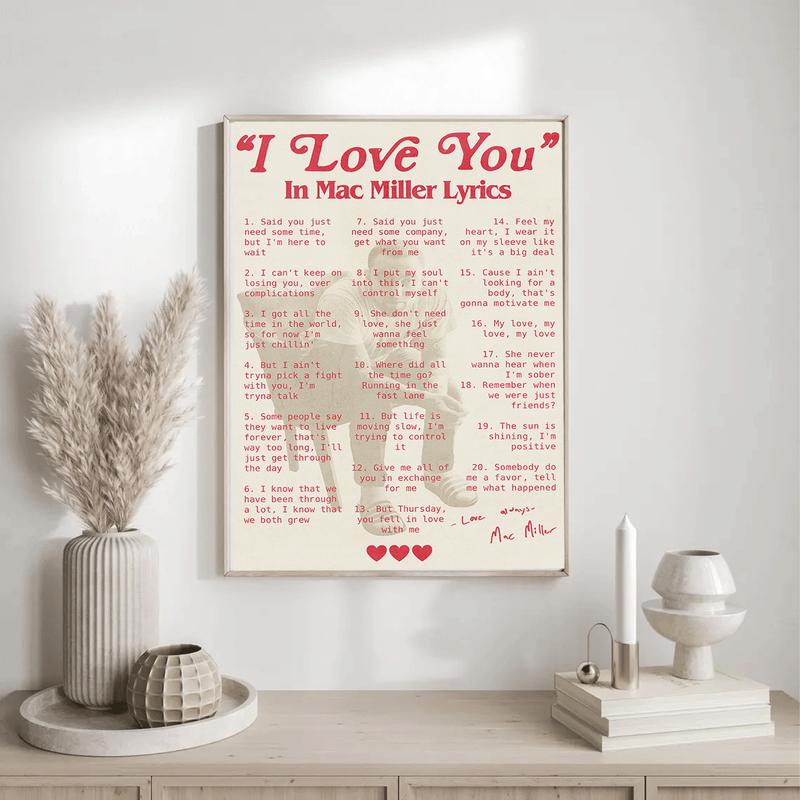 “I Love You”
In Mac Miller Lyrics
1. Said you just
need some time,
but I'm here to
wait
2. I can't keep on
losing you, over
complications
3. I got all the
time in the world,
so for now I'm
just chillin'
4. But I ain't
tryna pick a fight
with you, I'm
tryna talk
5. Some people say
they want to live
forever, that's
way too long, I'll
just get through
the day
6. I know that we
have been through
a lot, I know that
we both grew
7. Said you just
need some company,
get what you want
from me
8. I put my soul
into this, I can't
control myself
9. She don't need
love, she just
wanna feel
something
10. Where did all
the time go?
Running in the
fast lane
11. But life is
moving slow, I'm
trying to control
it
12. Give me all of
you in exchange
for me
13. But Thursday,
you fell in love
with me
14. Feel my
heart, I wear it
on my sleeve like
it's a big deal
15. Cause I ain't
looking for a
body, that's
gonna motivate me
16. My love, my
love, my love
17. She never
wanna hear when
I'm sober
18. Remember when
we were just
friends?
19. The sun is
shining, I'm
positive
20. Somebody do
me a favor, tell
me what happened
- Love always -
Mac Miller